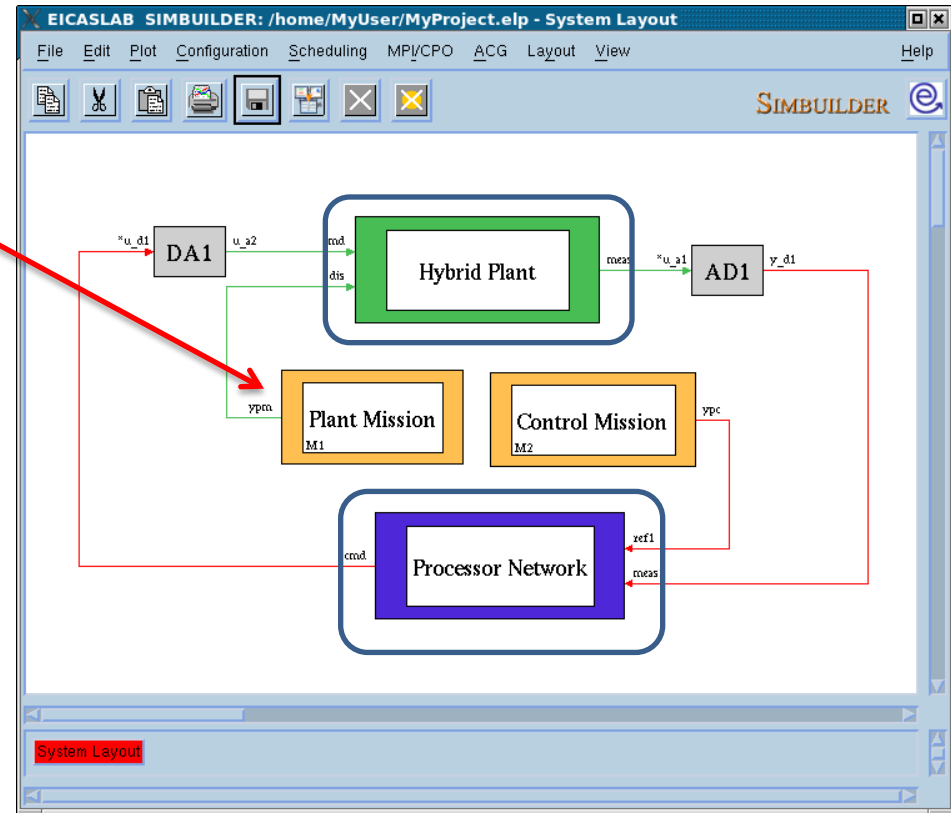 EICASLAB SIMBUILDER: /home/MyUser/MyProject.elp - System Layout
File Edit Plot Configuration Scheduling MPI/CPO ACG Layout View Help
SIMBUILDER
*u_d1 DA1 u_a2 md Hybrid Plant meas *u_a1 AD1 y_d1
dis
ypm Plant Mission
M1
Control Mission ypc
M2
cmd Processor Network ref1
meas
System Layout